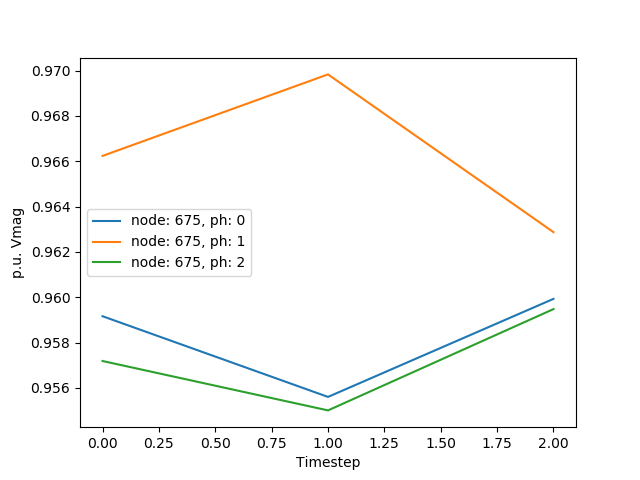 0.970
0.968
0.966
0.964
0.962
0.960
0.958
0.956
p.u. Vmag
node: 675, ph: 0
node: 675, ph: 1
node: 675, ph: 2
0.00 0.25 0.50 0.75 1.00 1.25 1.50 1.75 2.00
Timestep